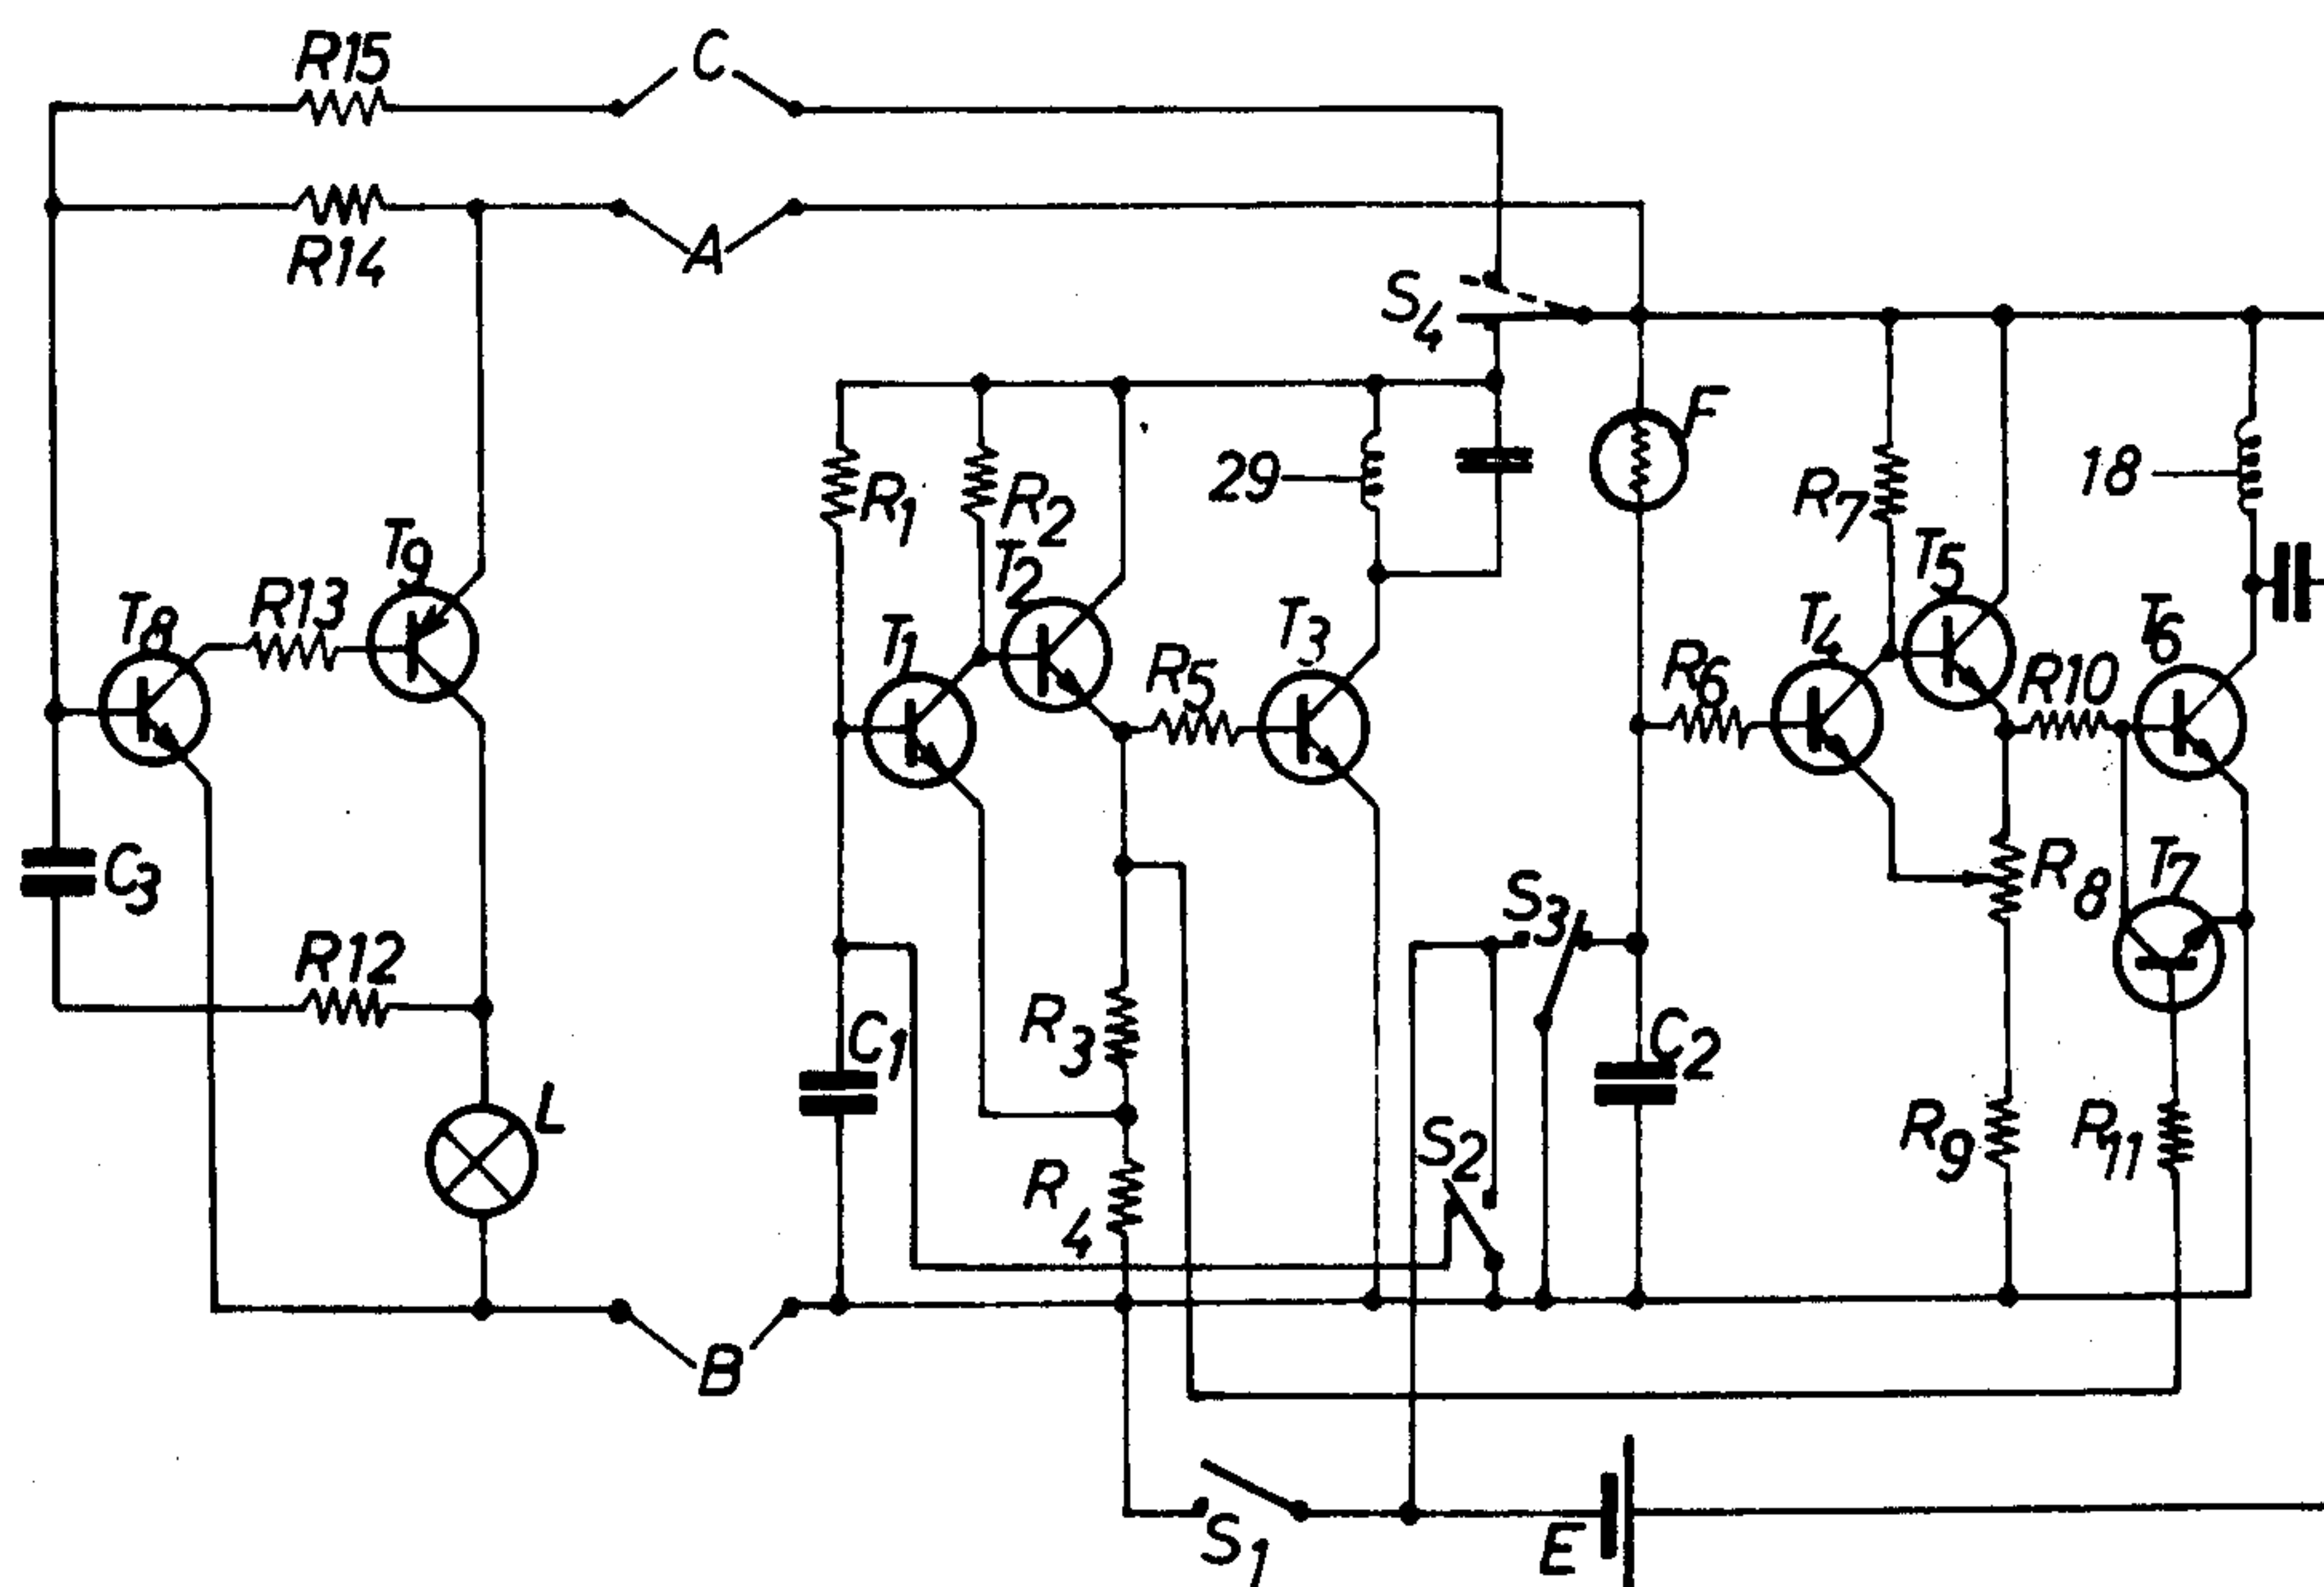 R15
C
R14
A
S4
F
R1
R2
29
R7
18
T9
T8
R13
T2
T1
R5
T3
R6
T4
T5
R10
T6
C3
R12
L
C1
R3
R4
S3
S2
C2
R8
T7
R9
R11
B
S1
E